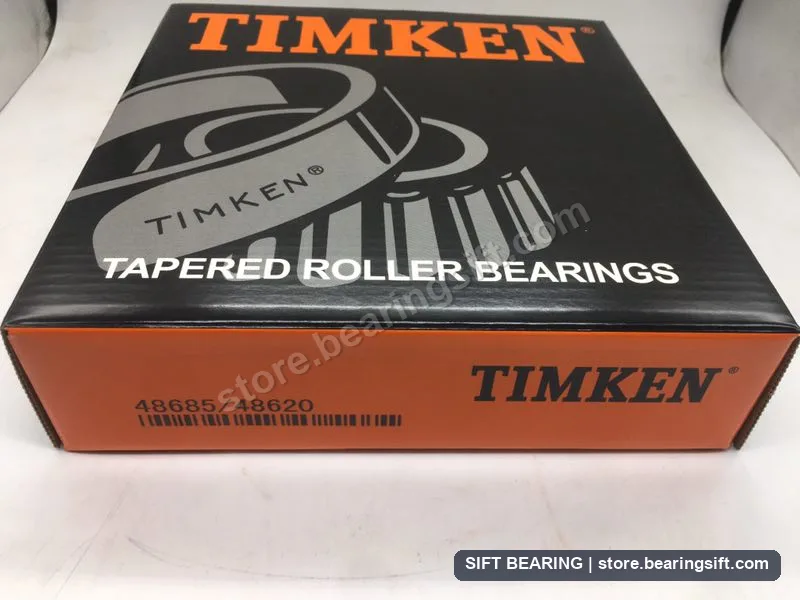 TIMKEN®
TIMKEN®
TAPERED ROLLER BEARINGS
store.bearingsift.com
TIMKEN®
48685/48620
SIFT BEARING | store.bearingsift.com